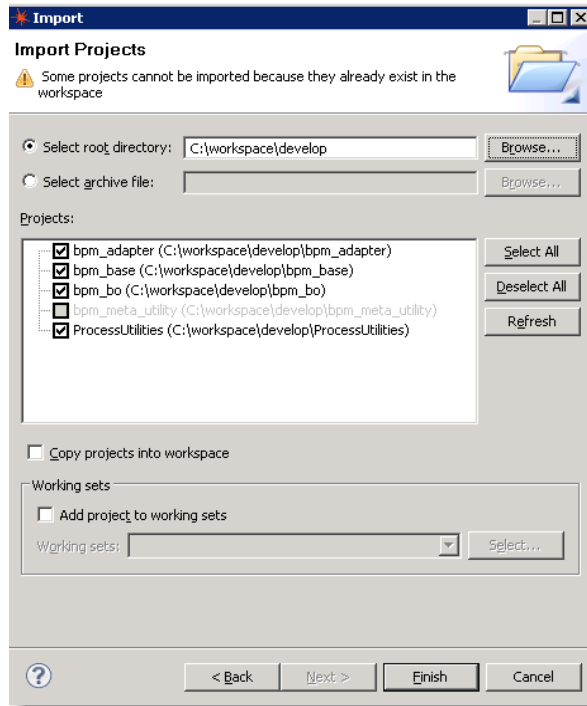 Import
Import Projects
Some projects cannot be imported because they already exist in the
workspace
Select root directory: C:\workspace\develop Browse...
Select archive file: Browse...
Projects:
bpm_adapter (C:\workspace\develop\bpm_adapter) Select All
bpm_base (C:\workspace\develop\bpm_base)
bpm_bo (C:\workspace\develop\bpm_bo) Deselect All
bpm_meta_utility (C:\workspace\develop\bpm_meta_utility)
ProcessUtilities (C:\workspace\develop\ProcessUtilities) Refresh
Copy projects into workspace
Working sets
Add project to working sets
Working sets: Select...
? < Back Next > Finish Cancel